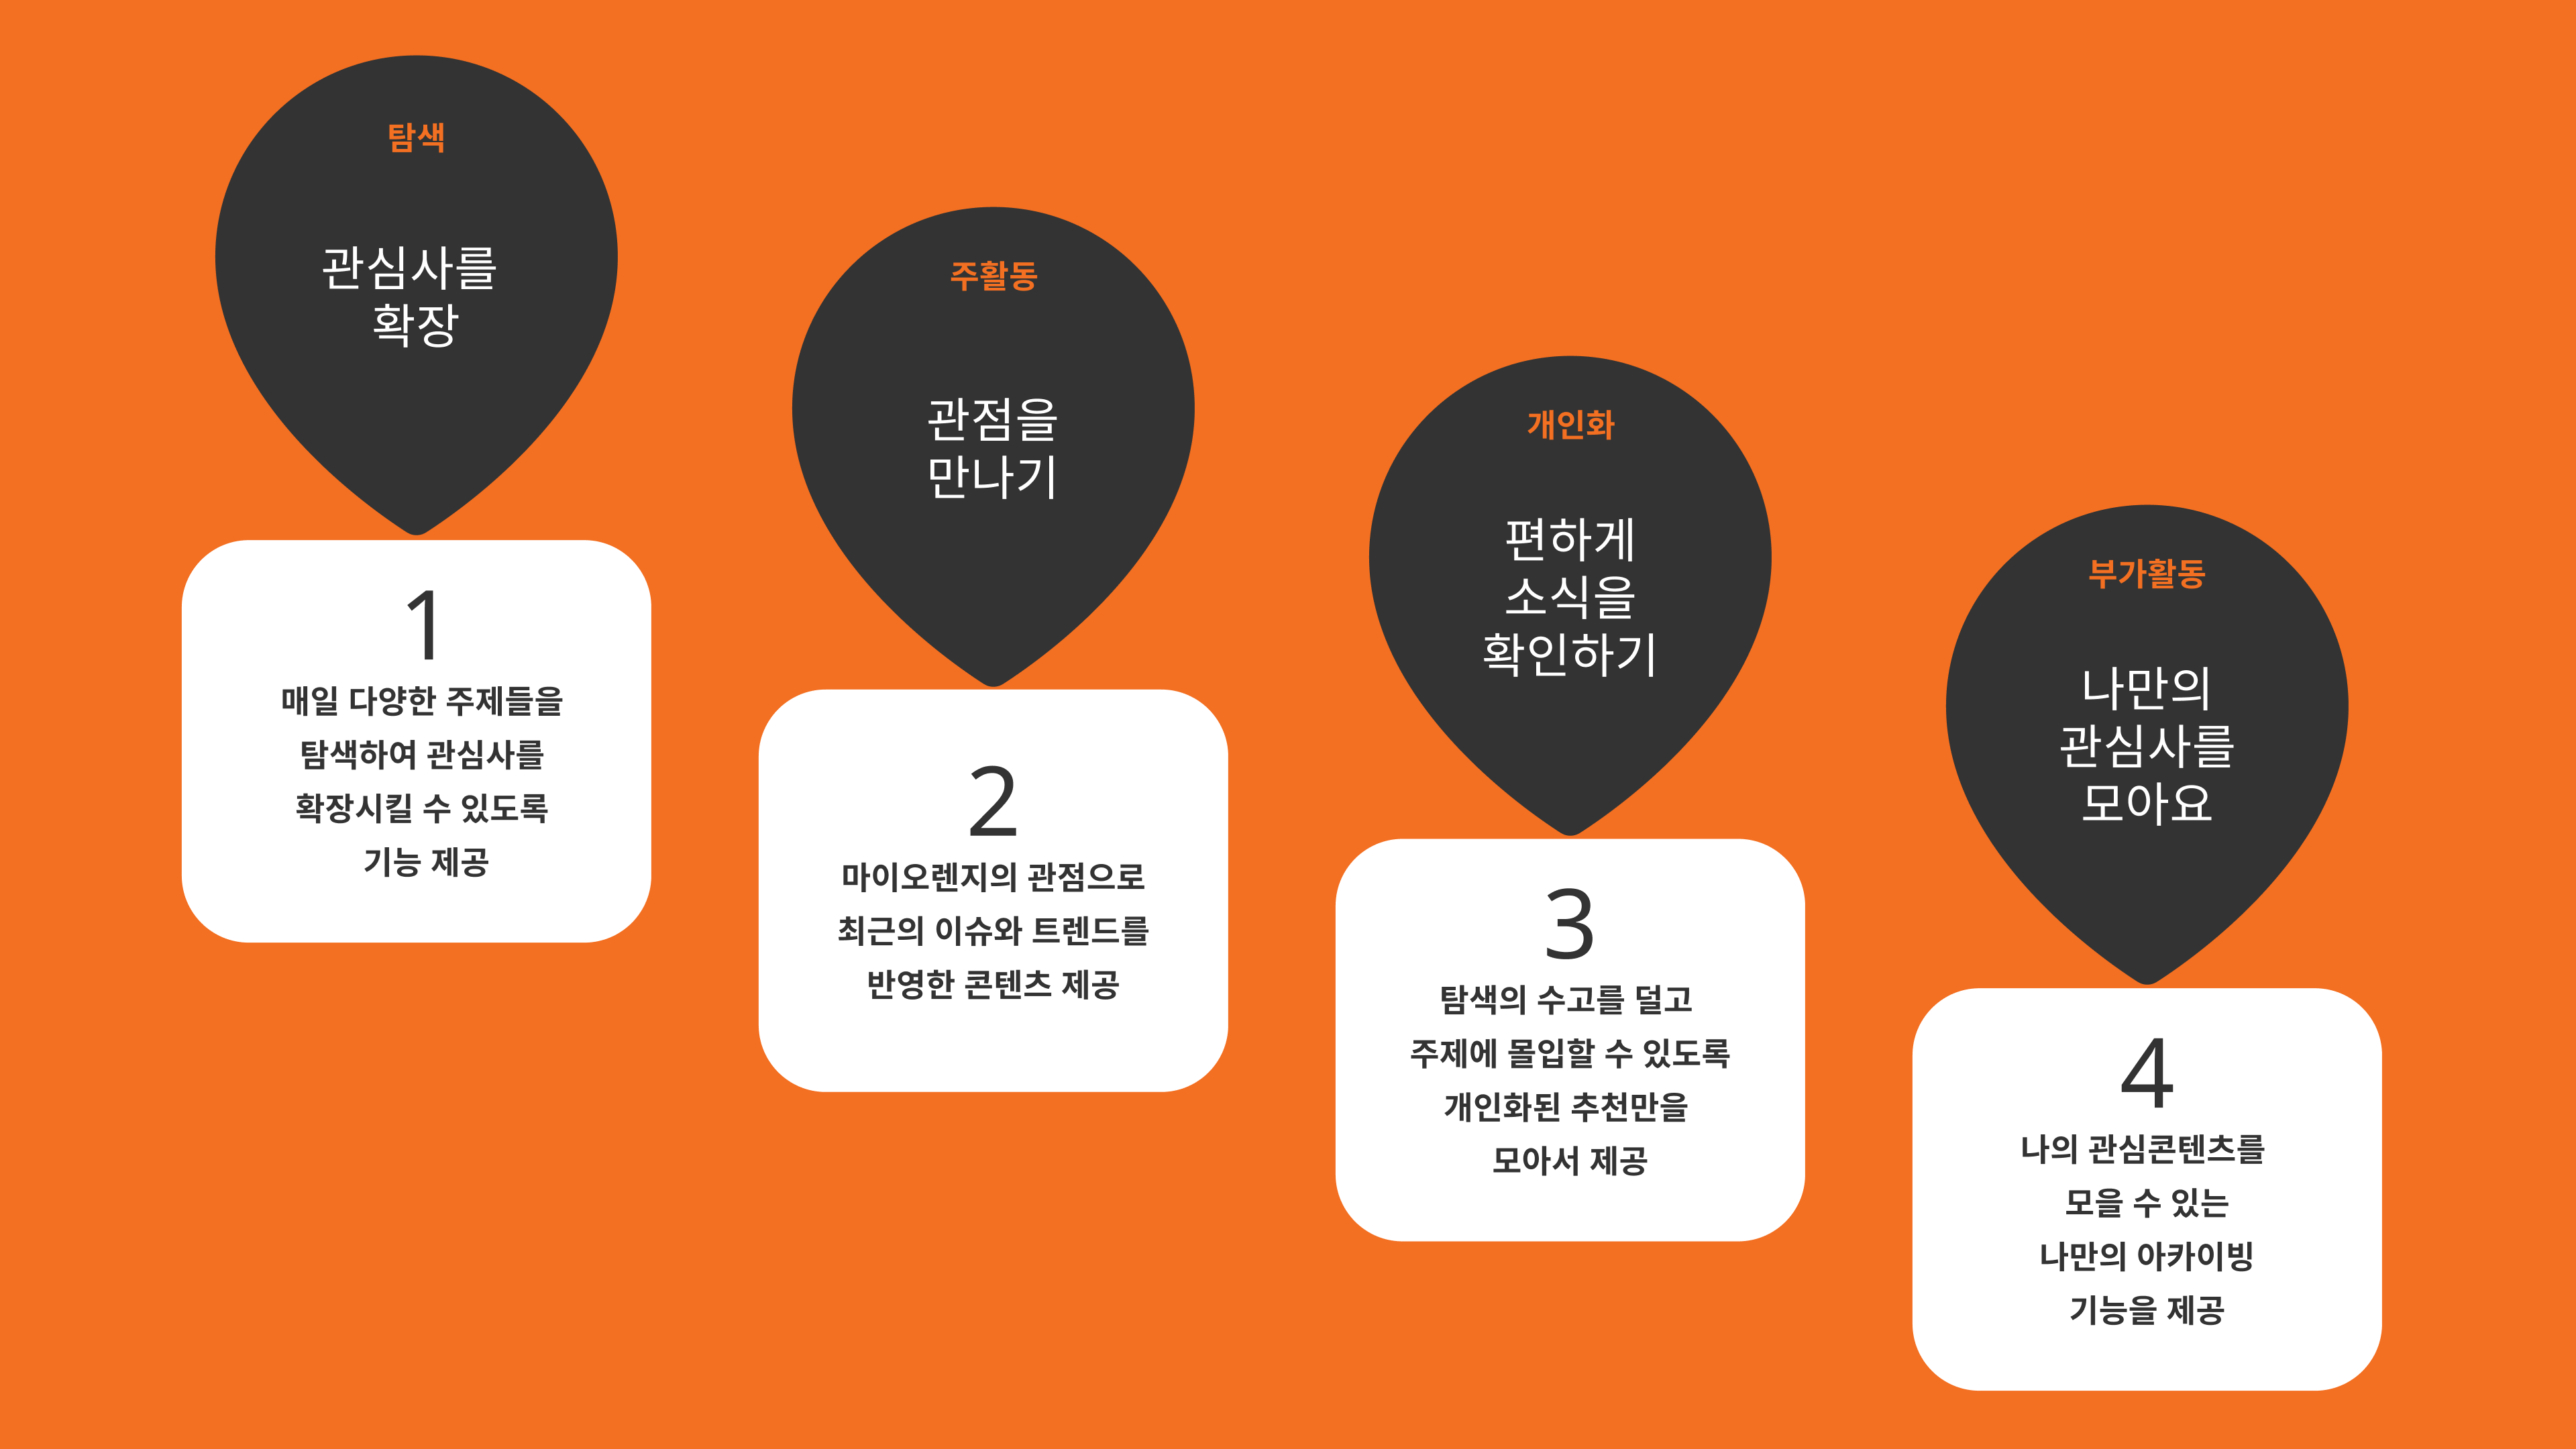 탐색
관심사를
확장
1
매일 다양한 주제들을
탐색하여 관심사를
확장시킬 수 있도록
기능 제공
주활동
관점을
만나기
2
마이오렌지의 관점으로
최근의 이슈와 트렌드를
반영한 콘텐츠 제공
개인화
편하게
소식을
확인하기
3
탐색의 수고를 덜고
주제에 몰입할 수 있도록
개인화된 추천만을
모아서 제공
부가활동
나만의
관심사를
모아요
4
나의 관심콘텐츠를
모을 수 있는
나만의 아카이빙
기능을 제공